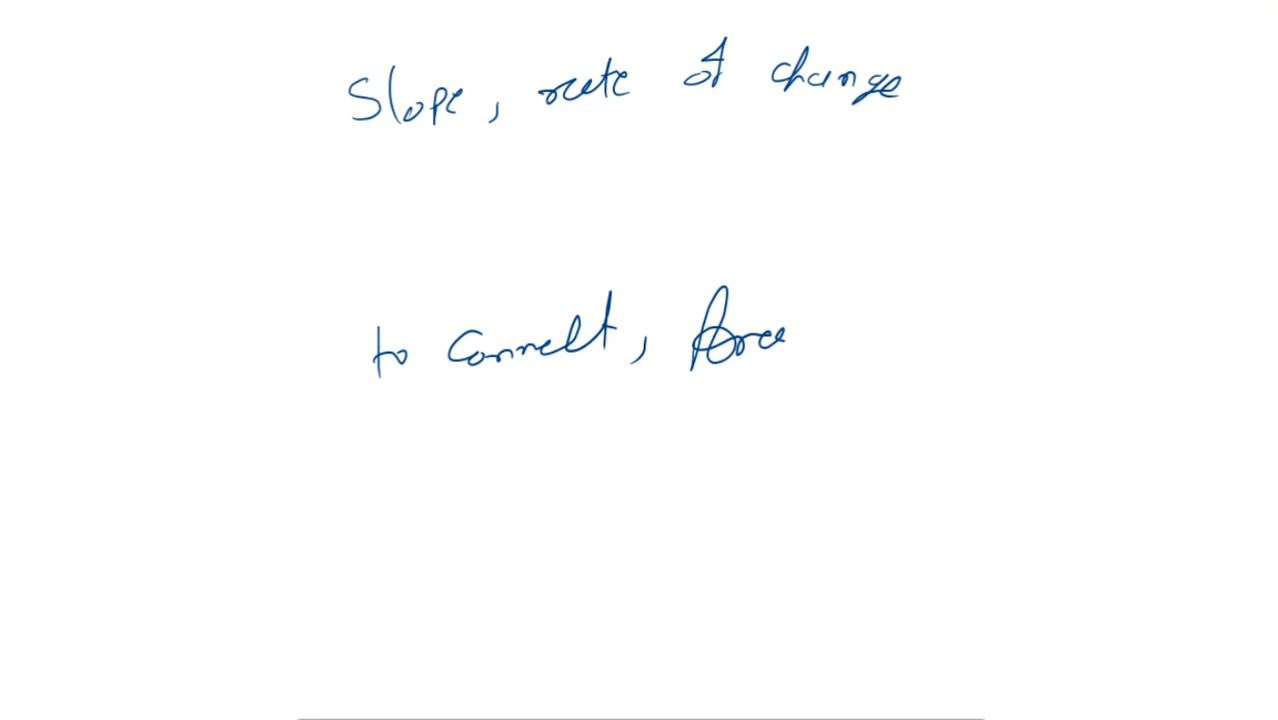 Slope, rate of change
to connect, Area